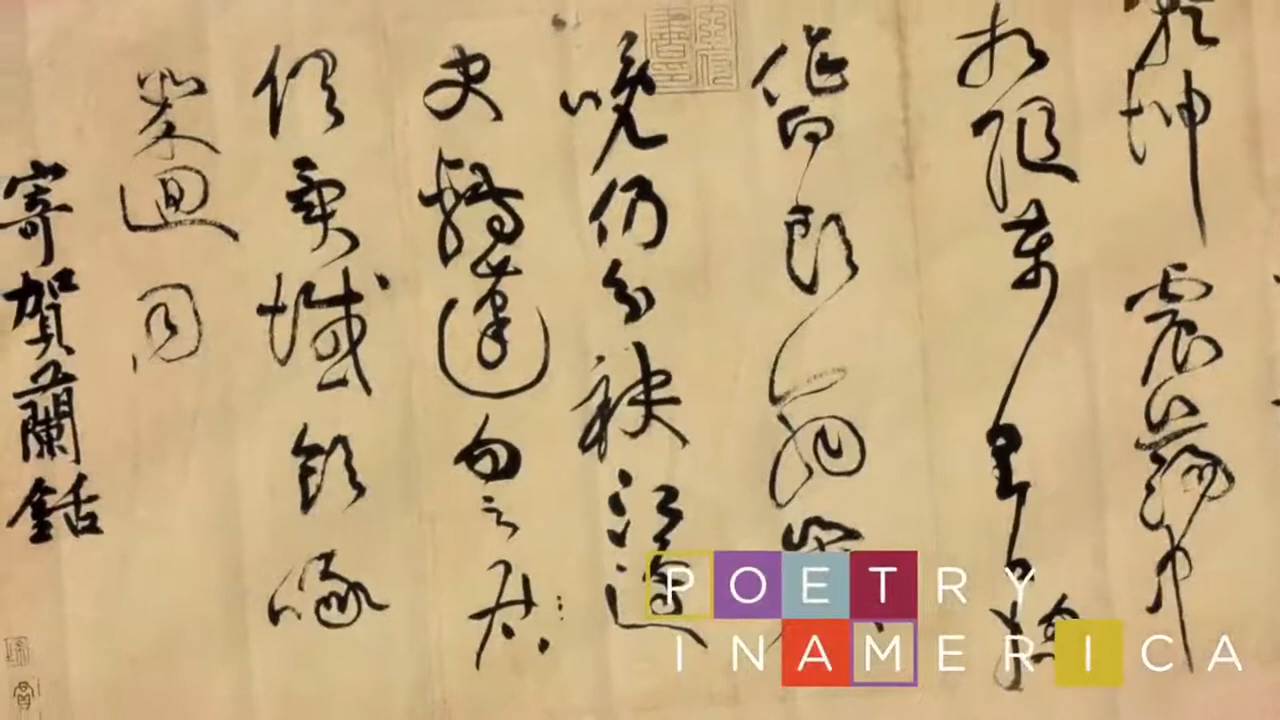 乾坤震蕩中
相隨萬里日總
作白頭翁歲
晚仍分袂江邊
更轉蓬勿云
俱異域飲啄
幾迴同
寄賀蘭銛
POETRY
IN AMERICA